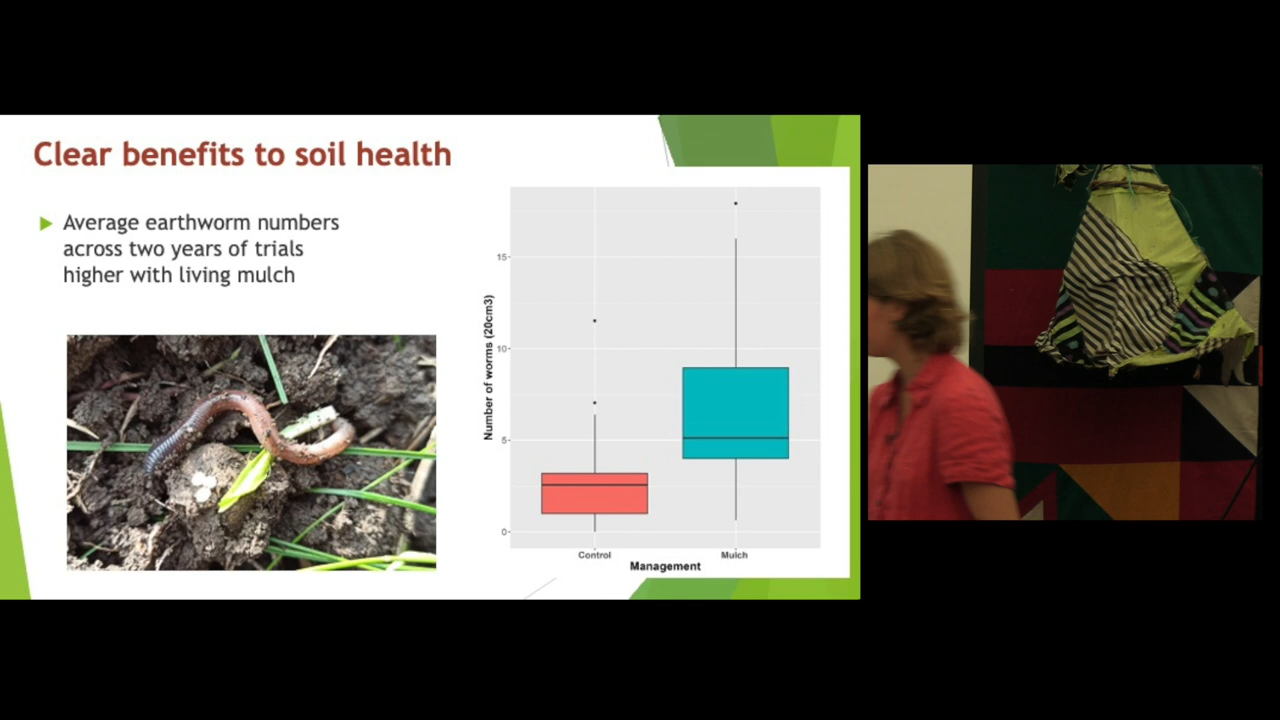 Clear benefits to soil health
Average earthworm numbers
across two years of trials
higher with living mulch
Number of worms (20cm3)
15
10
5
0
Control
Mulch
Management